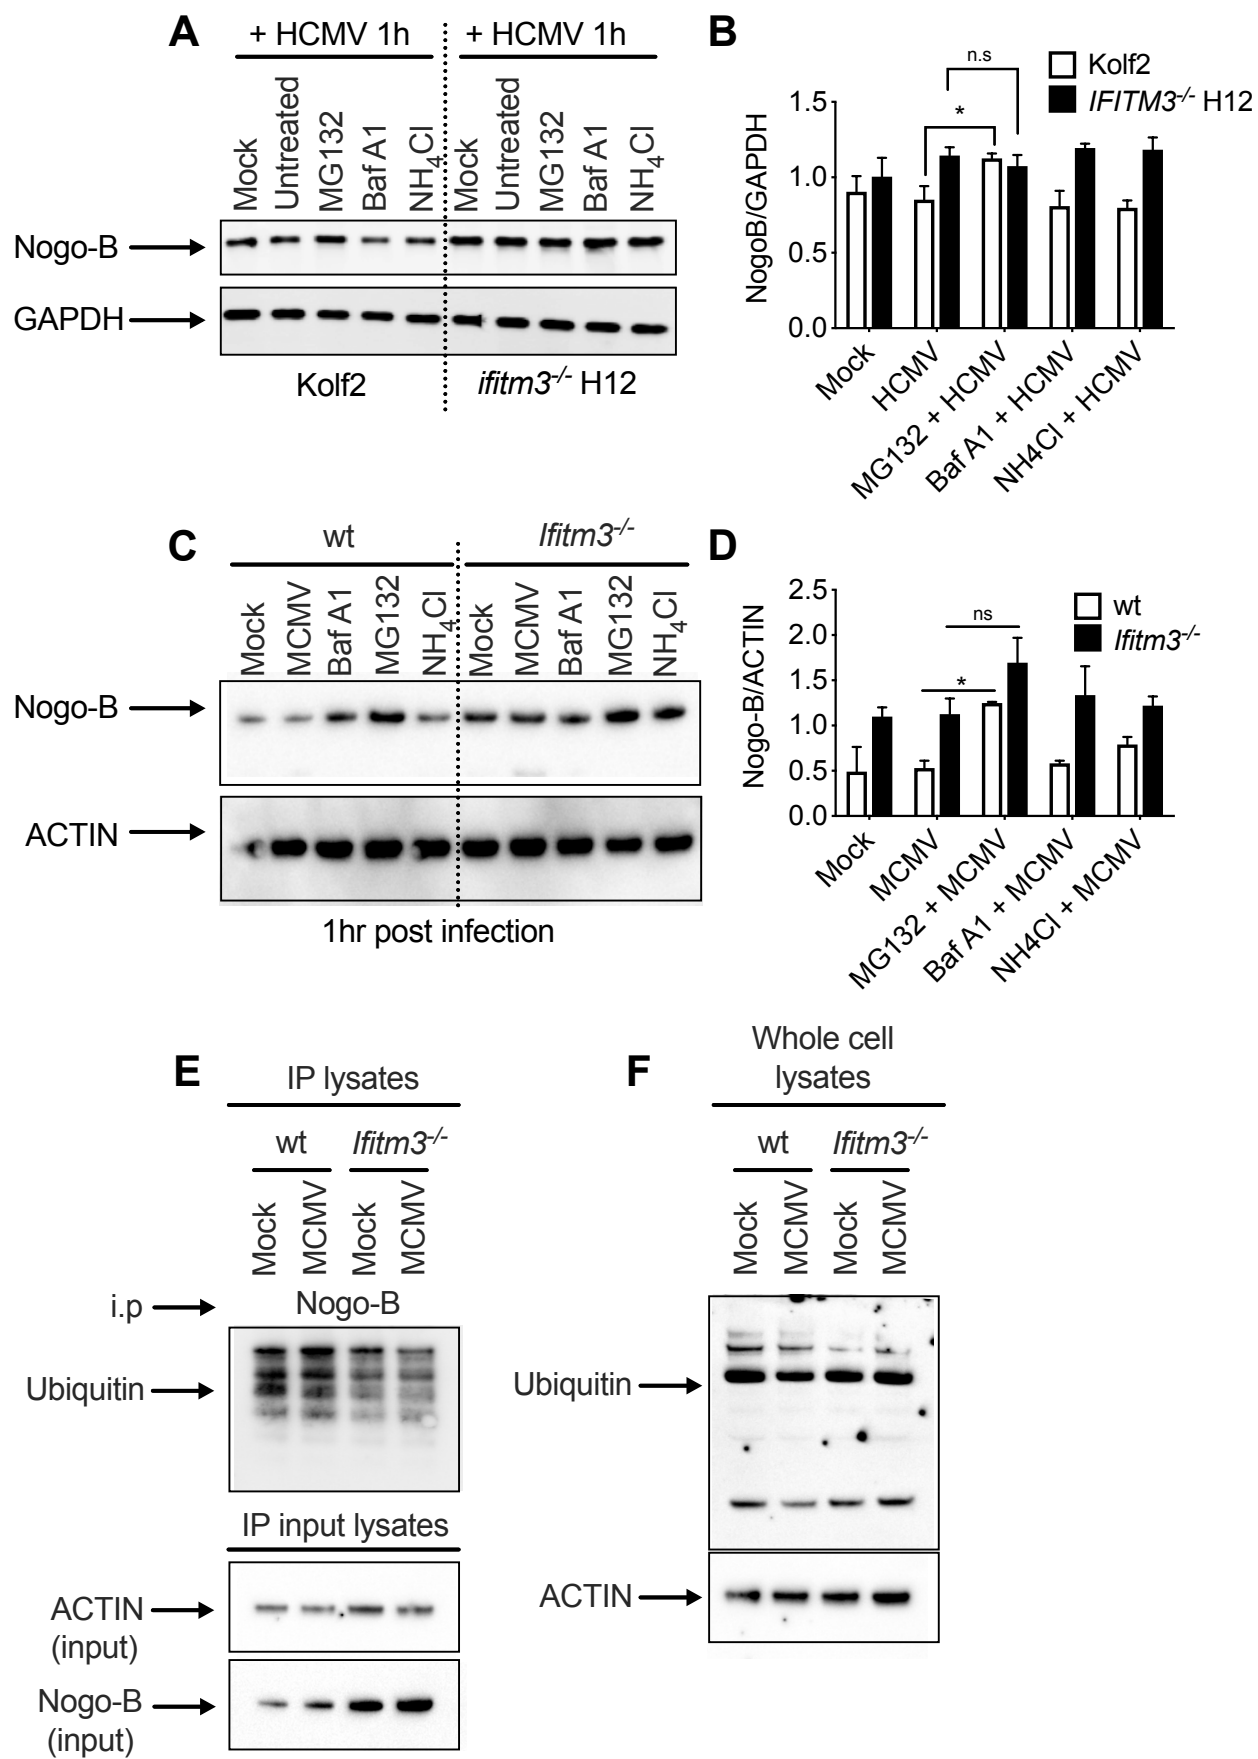 A
+ HCMV 1h
+ HCMV 1h
Mock
Untreated
MG132
Baf A1
NH4Cl
Mock
Untreated
MG132
Baf A1
NH4Cl
Nogo-B
GAPDH
Kolf2
ifitm3-/- H12
B
n.s
*
Kolf2
IFITM3-/- H12
NogoB/GAPDH
1.5
1.0
0.5
0.0
Mock
HCMV
MG132 + HCMV
Baf A1 + HCMV
NH4Cl + HCMV
C
wt
Ifitm3-/-
Mock
MCMV
Baf A1
MG132
NH4Cl
Mock
MCMV
Baf A1
MG132
NH4Cl
Nogo-B
ACTIN
1hr post infection
D
ns
*
wt
Ifitm3-/-
Nogo-B/ACTIN
2.5
2.0
1.5
1.0
0.5
0.0
Mock
MCMV
MG132 + MCMV
Baf A1 + MCMV
NH4Cl + MCMV
E
IP lysates
wt
Ifitm3-/-
Mock
MCMV
Mock
MCMV
i.p
Nogo-B
Ubiquitin
IP input lysates
ACTIN
(input)
Nogo-B
(input)
F
Whole cell
lysates
wt
Ifitm3-/-
Mock
MCMV
Mock
MCMV
Ubiquitin
ACTIN